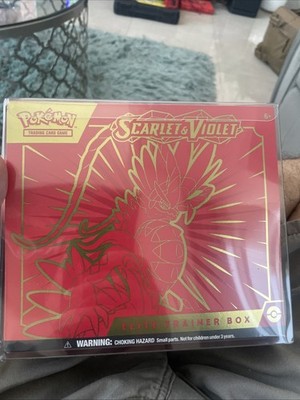 POKÉMON
TRADING CARD GAME
SCARLET & VIOLET
6+
TRAINER BOX
WARNING: CHOKING HAZARD Small parts. Not for children under 3 years.